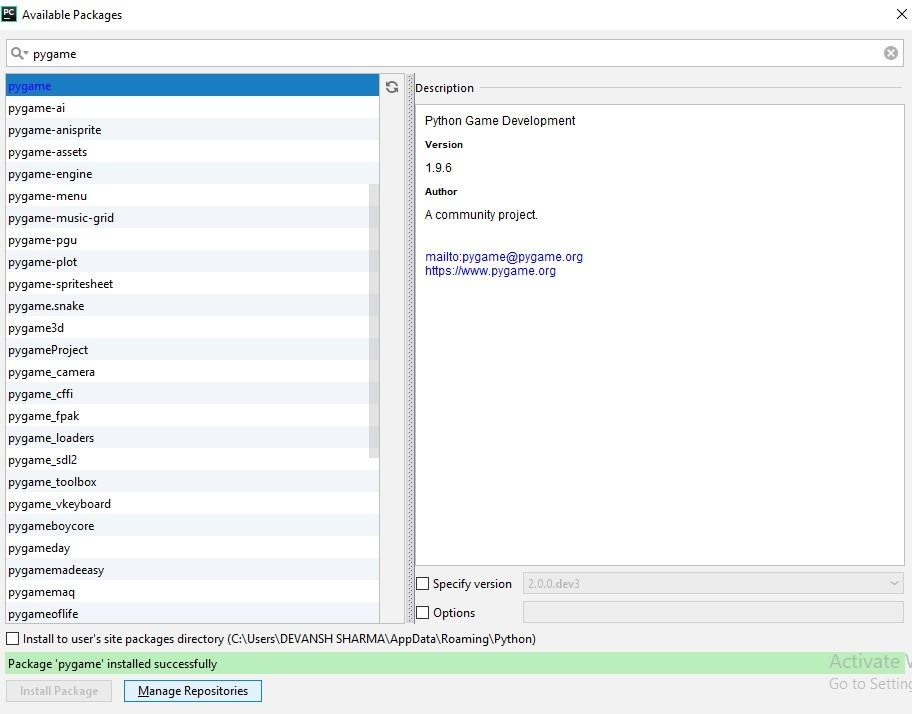 PC Available Packages
pygame
pygame
pygame-ai
pygame-anisprite
pygame-assets
pygame-engine
pygame-menu
pygame-music-grid
pygame-pgu
pygame-plot
pygame-spritesheet
pygame.snake
pygame3d
pygameProject
pygame_camera
pygame_cffi
pygame_fpak
pygame_loaders
pygame_sdl2
pygame_toolbox
pygame_vkeyboard
pygameboycore
pygameday
pygamemadeeasy
pygamemaq
pygameoflife
Description
Python Game Development
Version
1.9.6
Author
A community project.
mailto:pygame@pygame.org
https://www.pygame.org
Specify version 2.0.0.dev3
Options
Install to user's site packages directory (C:\Users\DEVANSH SHARMA\AppData\Roaming\Python)
Package 'pygame' installed successfully
Install Package Manage Repositories
Activate
Go to Setting